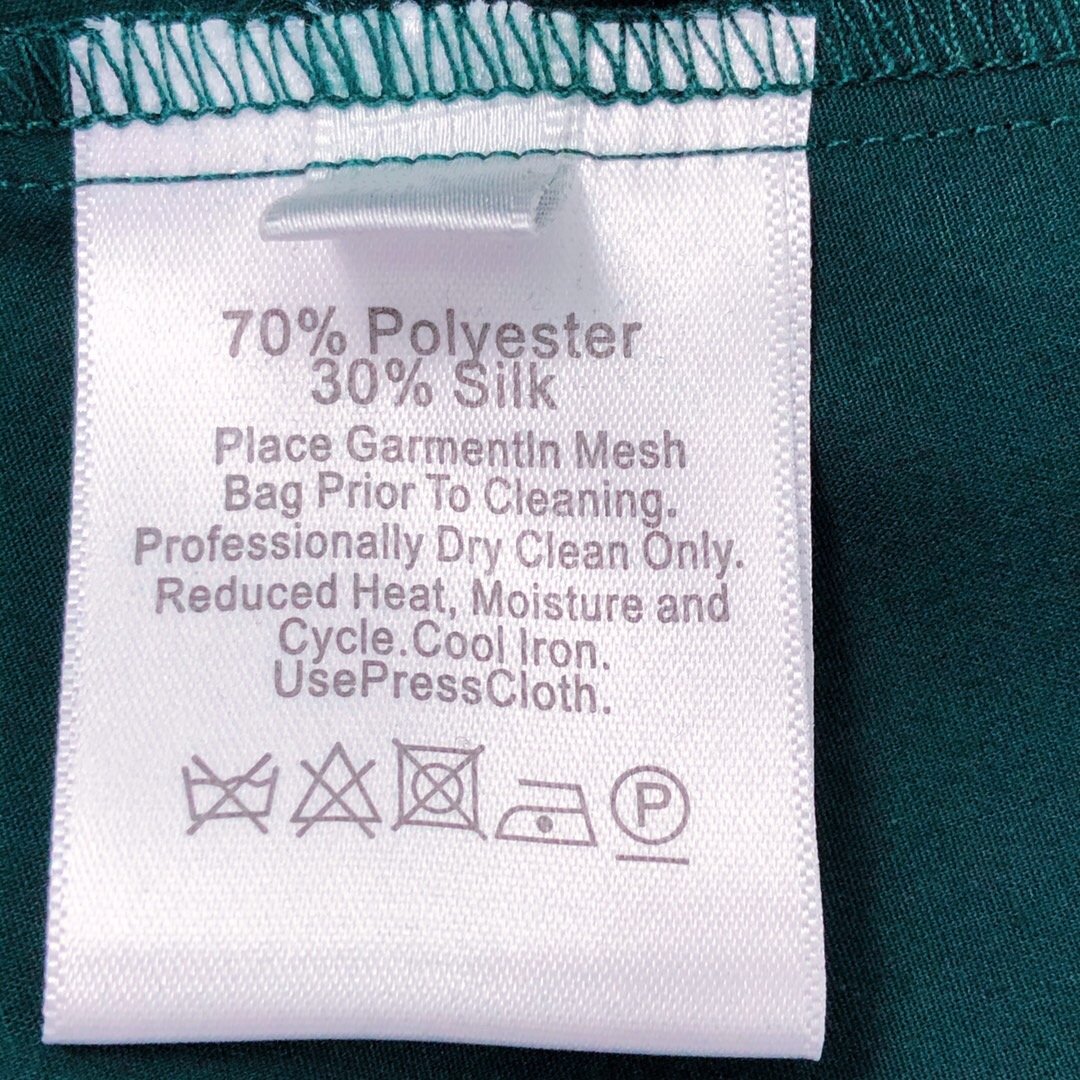 70% Polyester
30% Silk
Place GarmentIn Mesh
Bag Prior To Cleaning.
Professionally Dry Clean Only.
Reduced Heat, Moisture and
Cycle.Cool Iron.
UsePressCloth.
P